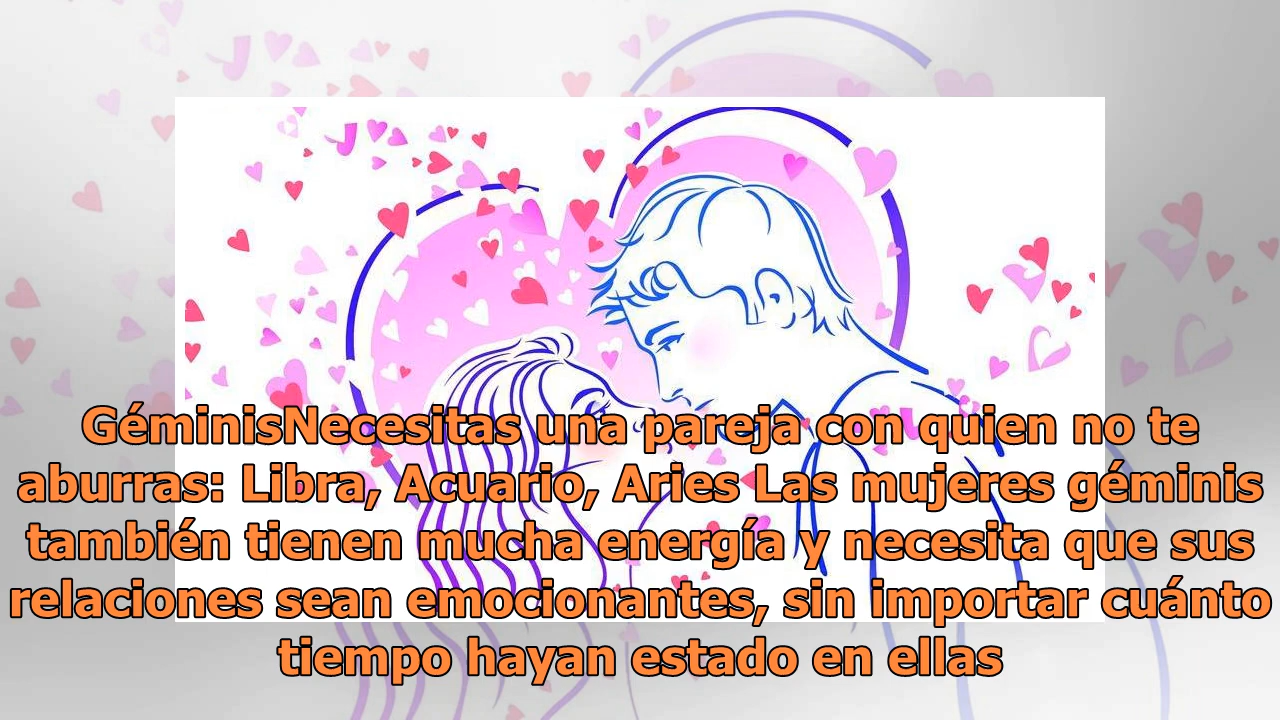 GéminisNecesitas una pareja con quien no te
aburras: Libra, Acuario, Aries Las mujeres géminis
también tienen mucha energía y necesita que sus
relaciones sean emocionantes, sin importar cuánto
tiempo hayan estado en ellas